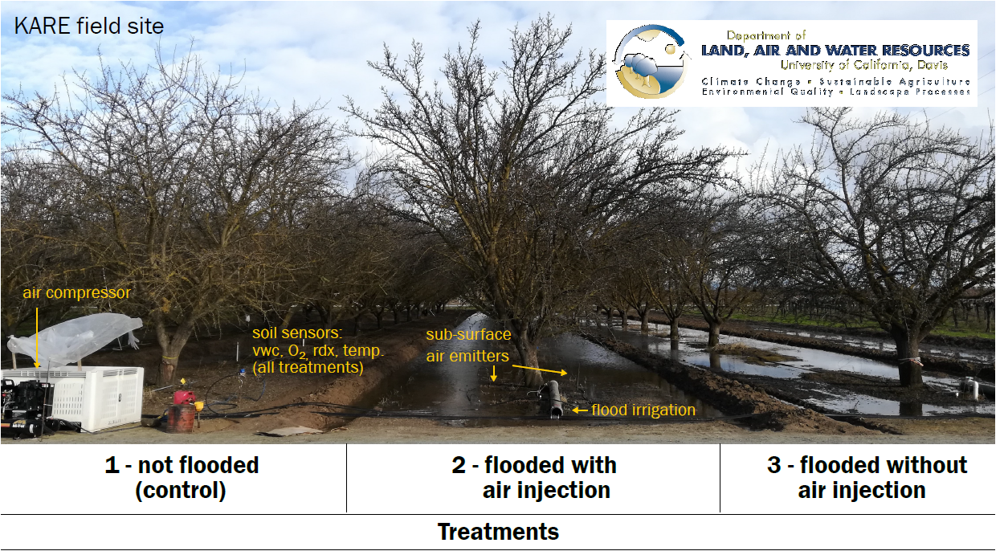 KARE field site
Department of
LAND, AIR AND WATER RESOURCES
University of California, Davis
Climate Change • Sustainable Agriculture
Environmental Quality • Landscape Processes
air compressor
soil sensors:
vwc, O₂, rdx, temp.
(all treatments)
sub-surface
air emitters
flood irrigation
1 - not flooded
(control)
2 - flooded with
air injection
3 - flooded without
air injection
Treatments